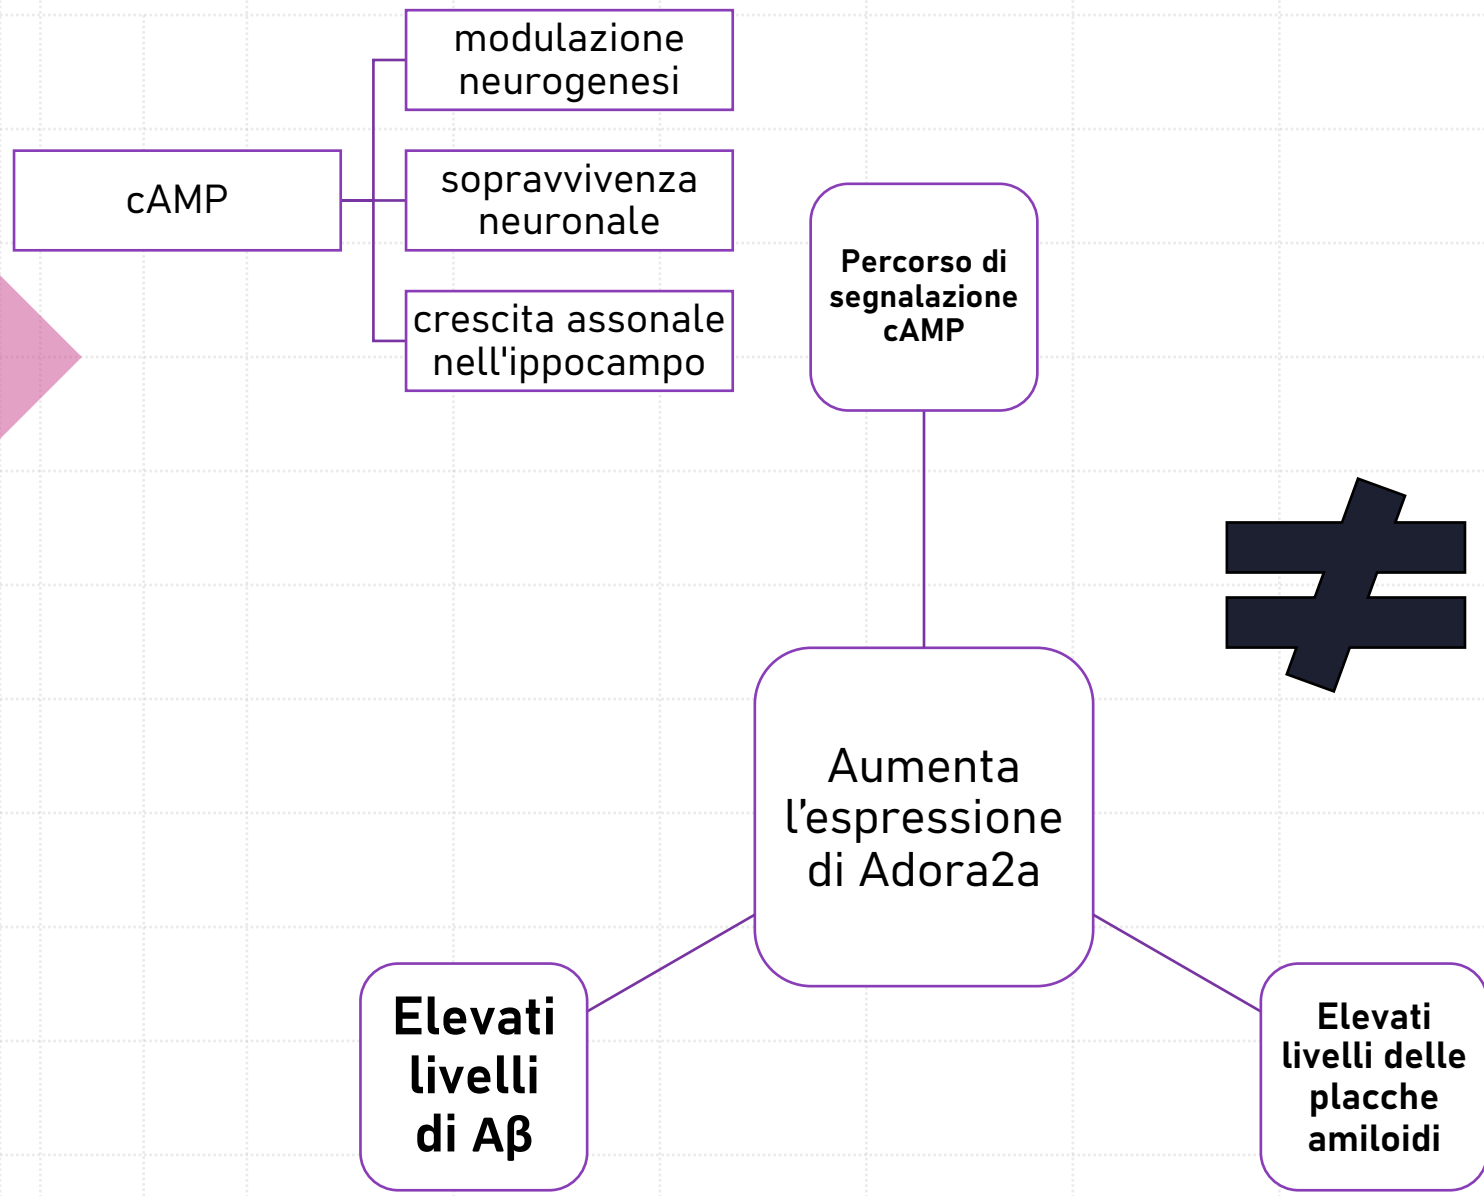 modulazione
neurogenesi
cAMP
sopravvivenza
neuronale
crescita assonale
nell'ippocampo
Percorso di
segnalazione
cAMP
≠
Aumenta
l’espressione
di Adora2a
Elevati
livelli
di Aβ
Elevati
livelli delle
placche
amiloidi